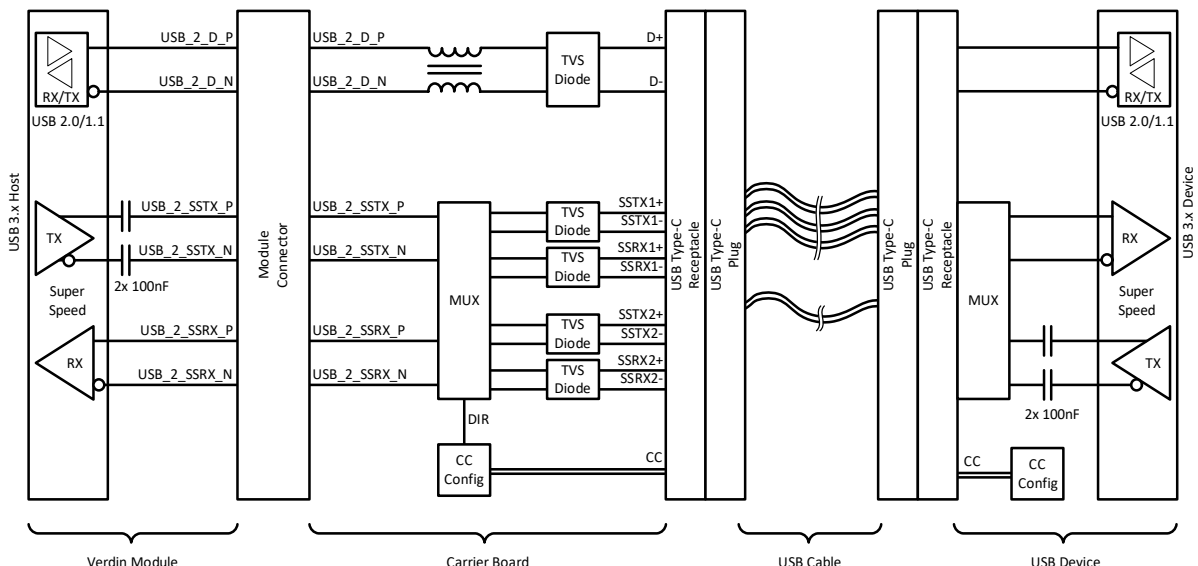 USB 3.x Host
RX/TX
USB 2.0/1.1
USB_2_D_P
USB_2_D_N
TX
USB_2_SSTX_P
USB_2_SSTX_N
2x 100nF
Super
Speed
RX
USB_2_SSRX_P
USB_2_SSRX_N
Module
Connector
USB_2_D_P
USB_2_D_N
USB_2_SSTX_P
USB_2_SSTX_N
USB_2_SSRX_P
USB_2_SSRX_N
TVS
Diode
D+
D-
MUX
TVS
Diode
SSTX1+
SSTX1-
TVS
Diode
SSRX1+
SSRX1-
TVS
Diode
SSTX2+
SSTX2-
TVS
Diode
SSRX2+
SSRX2-
DIR
CC
Config
CC
USB Type-C
Receptacle
USB Type-C
Plug
USB Type-C
Plug
USB Type-C
Receptacle
MUX
CC
CC
Config
RX/TX
USB 2.0/1.1
RX
Super
Speed
TX
2x 100nF
USB 3.x Device
Verdin Module
Carrier Board
USB Cable
USB Device